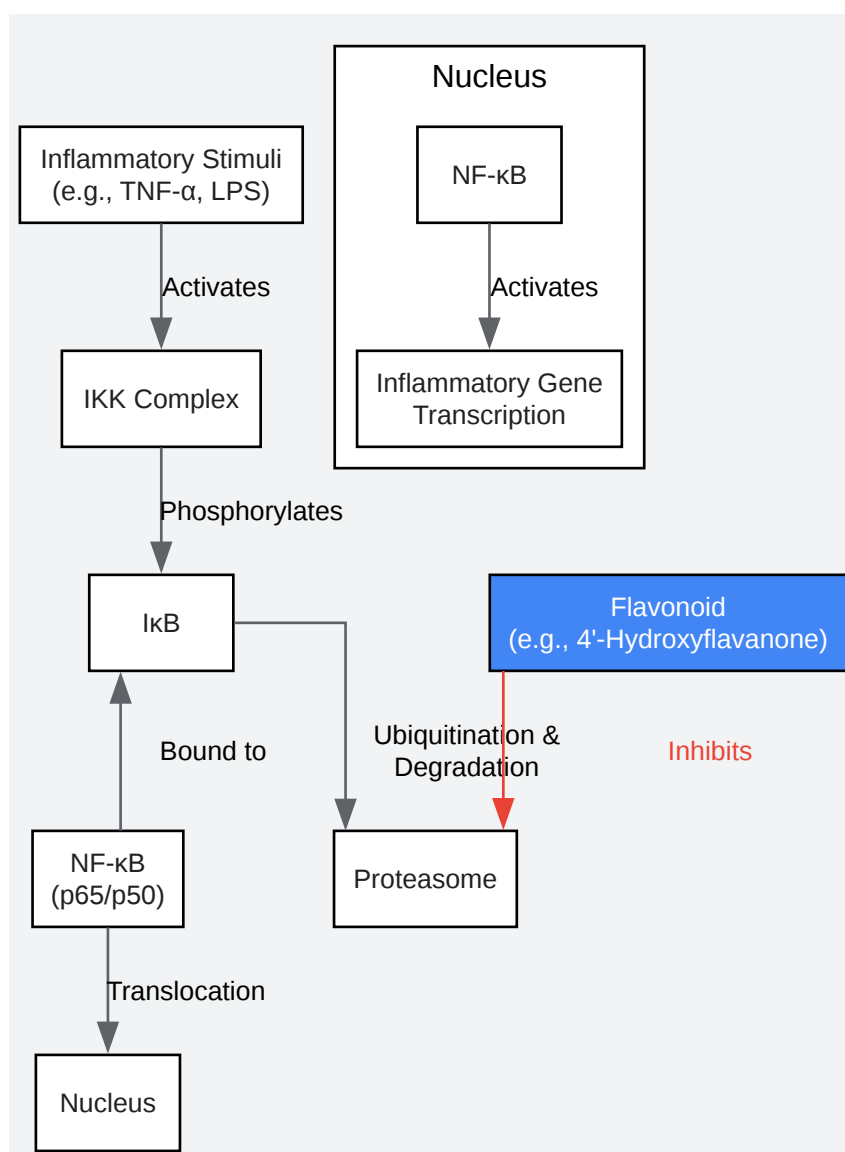 Nucleus
Inflammatory Stimuli
(e.g., TNF-α, LPS)
NF-κB
Activates
Activates
IKK Complex
Inflammatory Gene
Transcription
Phosphorylates
IκB
Flavonoid
(e.g., 4'-Hydroxyflavanone)
Bound to
Ubiquitination &
Degradation
Inhibits
NF-κB
(p65/p50)
Proteasome
Translocation
Nucleus